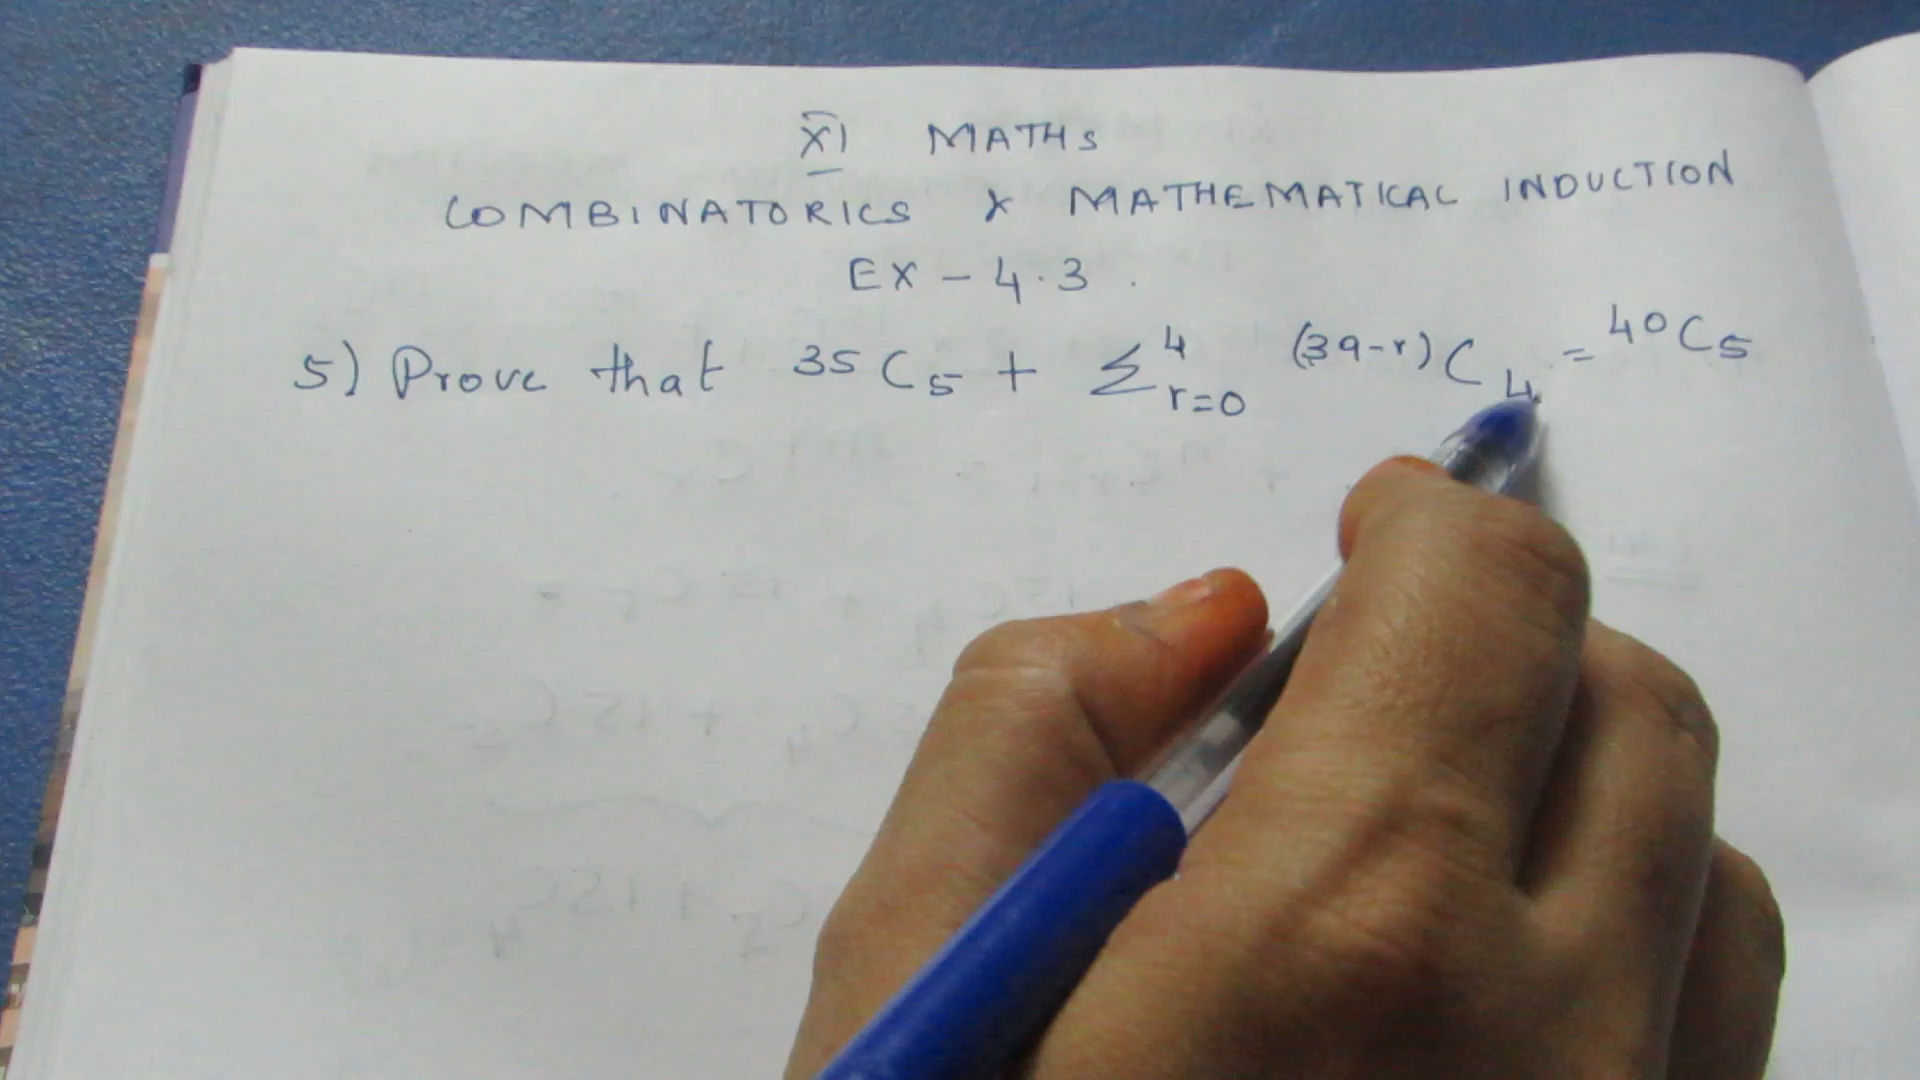 XI MATHS
COMBINATORICS & MATHEMATICAL INDUCTION
EX - 4.3.
5) Prove that ³⁵C₅ + Σ⁴ᵣ₌₀ ⁽³⁹⁻ʳ⁾C₄ = ⁴⁰C₅